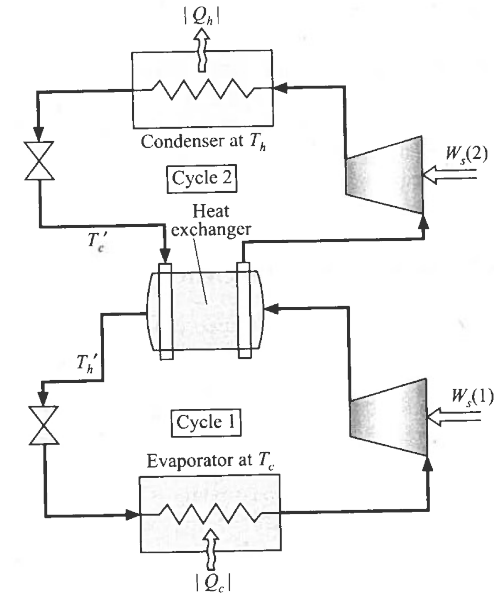 |Q_h|
Condenser at T_h
W_s(2)
Cycle 2
Heat
exchanger
T_c′
T_h′
W_s(1)
Cycle 1
Evaporator at T_c
|Q_c|